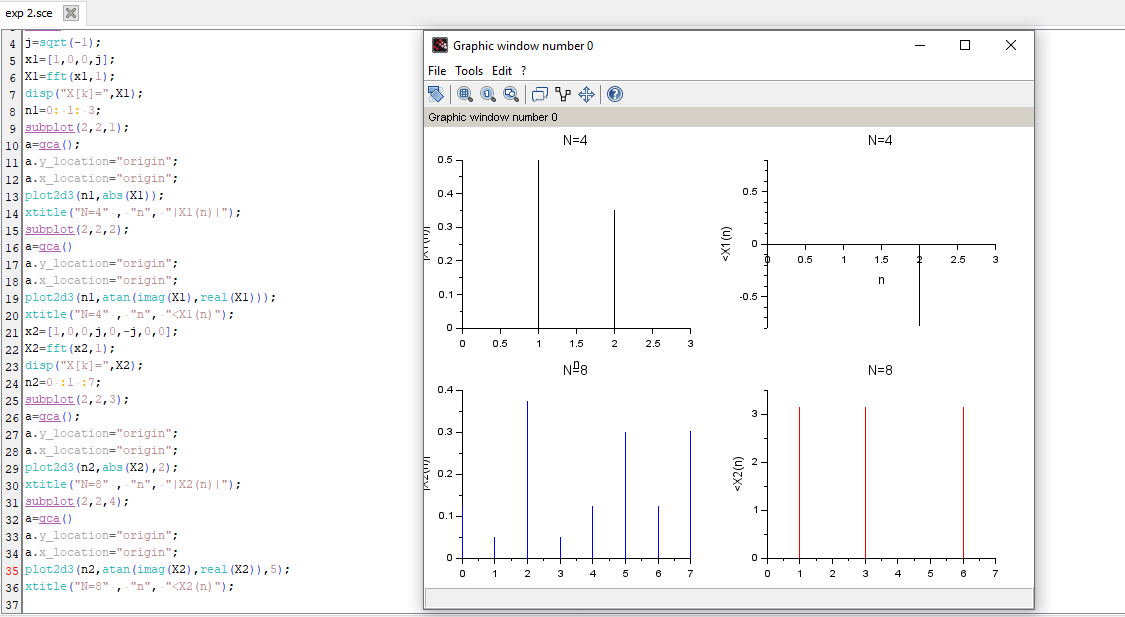 exp 2.sce
4 j=sqrt(-1);
5 x1=[1,0,0,j];
6 X1=fft(x1,1);
7 disp("X[k]=",X1);
8 n1=0: 1: 3;
9 subplot(2,2,1);
10 a=gca();
11 a.y_location="origin";
12 a.x_location="origin";
13 plot2d3(n1,abs(X1));
14 xtitle("N=4" , "n", "|X1(n)|");
15 subplot(2,2,2);
16 a=gca()
17 a.y_location="origin";
18 a.x_location="origin";
19 plot2d3(n1,atan(imag(X1),real(X1)));
20 xtitle("N=4" , "n", "<X1(n)");
21 x2=[1,0,0,j,0,-j,0,0];
22 X2=fft(x2,1);
23 disp("X[k]=",X2);
24 n2=0 :1 :7;
25 subplot(2,2,3);
26 a=gca();
27 a.y_location="origin";
28 a.x_location="origin";
29 plot2d3(n2,abs(X2),2);
30 xtitle("N=8" , "n", "|X2(n)|");
31 subplot(2,2,4);
32 a=gca()
33 a.y_location="origin";
34 a.x_location="origin";
35 plot2d3(n2,atan(imag(X2),real(X2)),5);
36 xtitle("N=8" , "n", "<X2(n)");
37
Graphic window number 0
File Tools Edit ?
Graphic window number 0
N=4
0.5
0.4
0.3
0.2
0.1
0
|X1(n)|
0 0.5 1 1.5 2 2.5 3
n
N=4
0.5
0
-0.5
<X1(n)
0 0.5 1 1.5 2 2.5 3
n
N=8
0.4
0.3
0.2
0.1
0
|X2(n)|
0 1 2 3 4 5 6 7
N=8
3
2
1
0
<X2(n)
0 1 2 3 4 5 6 7